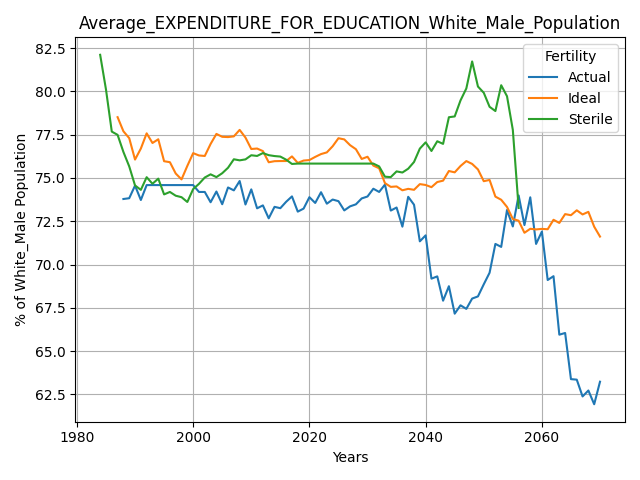 Average_EXPENDITURE_FOR_EDUCATION_White_Male_Population
Fertility
Actual
Ideal
Sterile
% of White_Male Population
82.5
80.0
77.5
75.0
72.5
70.0
67.5
65.0
62.5
1980
2000
2020
2040
2060
Years